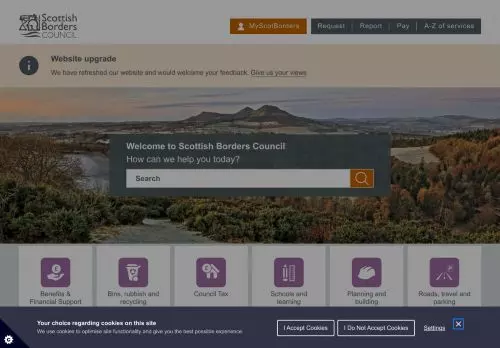 Scottish
Borders
COUNCIL
MyScotBorders
Request
Report
Pay
A-Z of services
Website upgrade
We have refreshed our website and would welcome your feedback. Give us your views
Welcome to Scottish Borders Council
How can we help you today?
Search
Benefits &
Financial Support
Bins, rubbish and
recycling
Council Tax
Schools and
learning
Planning and
building
Roads, travel and
parking
Your choice regarding cookies on this site
We use cookies to optimise site functionality and give you the best possible experience.
I Accept Cookies
I Do Not Accept Cookies
Settings